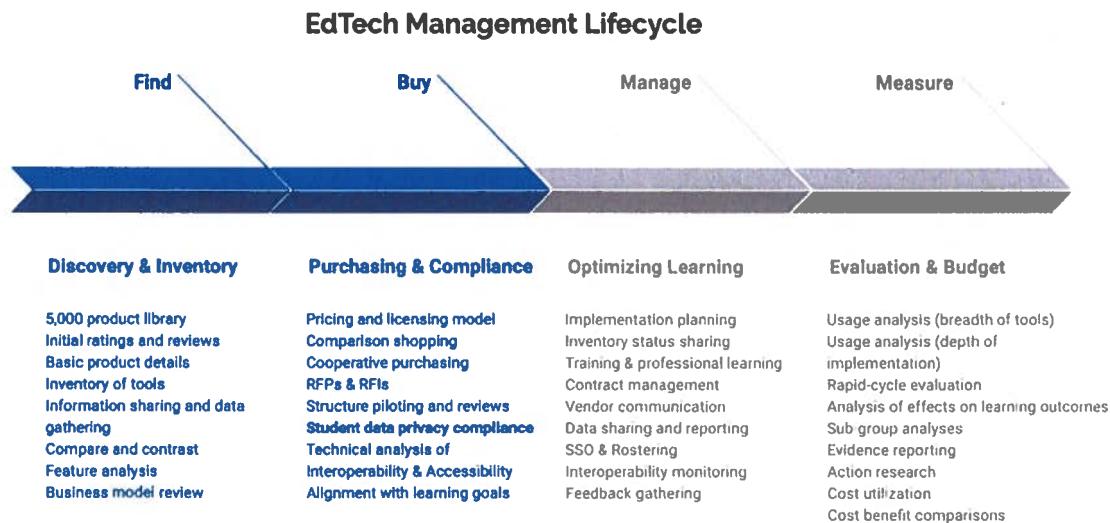 EdTech Management Lifecycle
Find
Buy
Manage
Measure
Discovery & Inventory
5,000 product library
Initial ratings and reviews
Basic product details
Inventory of tools
Information sharing and data
gathering
Compare and contrast
Feature analysis
Business model review
Purchasing & Compliance
Pricing and licensing model
Comparison shopping
Cooperative purchasing
RFPs & RFIs
Structure piloting and reviews
Student data privacy compliance
Technical analysis of
Interoperability & Accessibility
Alignment with learning goals
Optimizing Learning
Implementation planning
Inventory status sharing
Training & professional learning
Contract management
Vendor communication
Data sharing and reporting
SSO & Rostering
Interoperability monitoring
Feedback gathering
Evaluation & Budget
Usage analysis (breadth of tools)
Usage analysis (depth of
implementation)
Rapid-cycle evaluation
Analysis of effects on learning outcomes
Sub group analyses
Evidence reporting
Action research
Cost utilization
Cost benefit comparisons